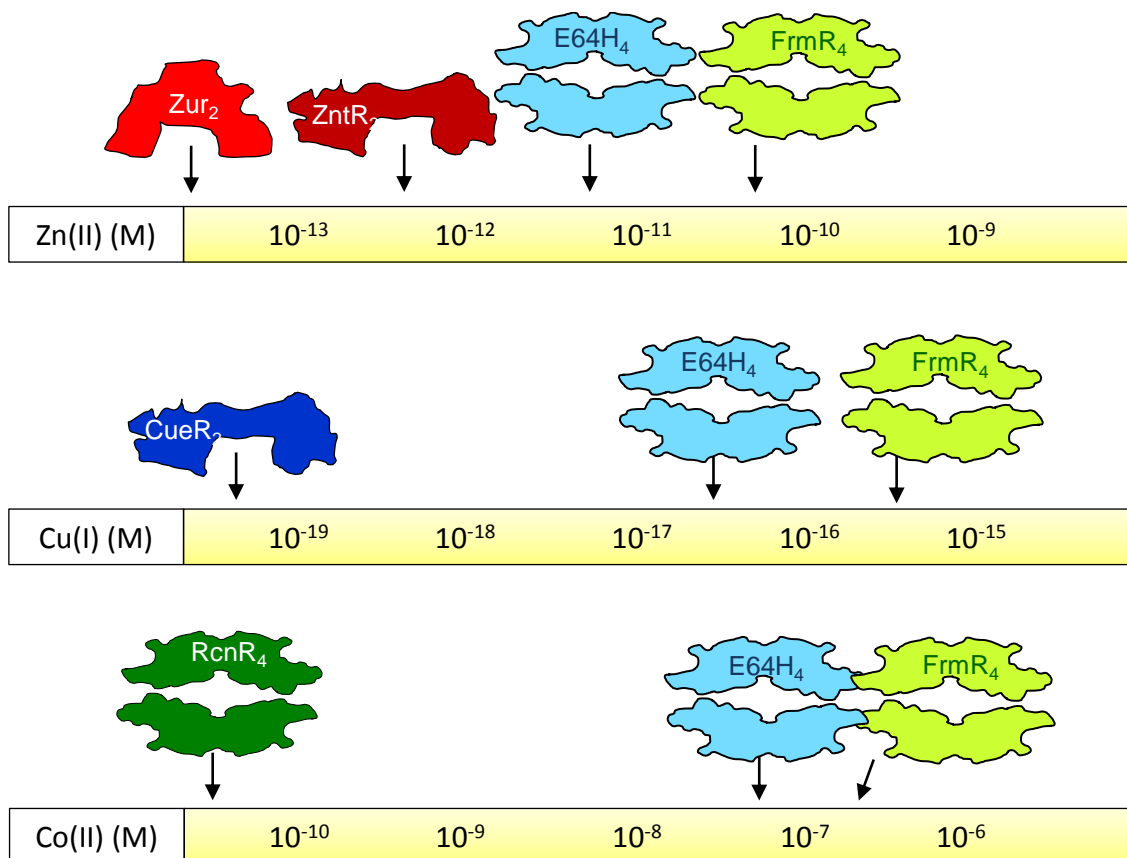 Zur₂ ZntR₂ E64H₄ FrmR₄
Zn(II) (M) 10⁻¹³ 10⁻¹² 10⁻¹¹ 10⁻¹⁰ 10⁻⁹
CueR₂ E64H₄ FrmR₄
Cu(I) (M) 10⁻¹⁹ 10⁻¹⁸ 10⁻¹⁷ 10⁻¹⁶ 10⁻¹⁵
RcnR₄ E64H₄ FrmR₄
Co(II) (M) 10⁻¹⁰ 10⁻⁹ 10⁻⁸ 10⁻⁷ 10⁻⁶